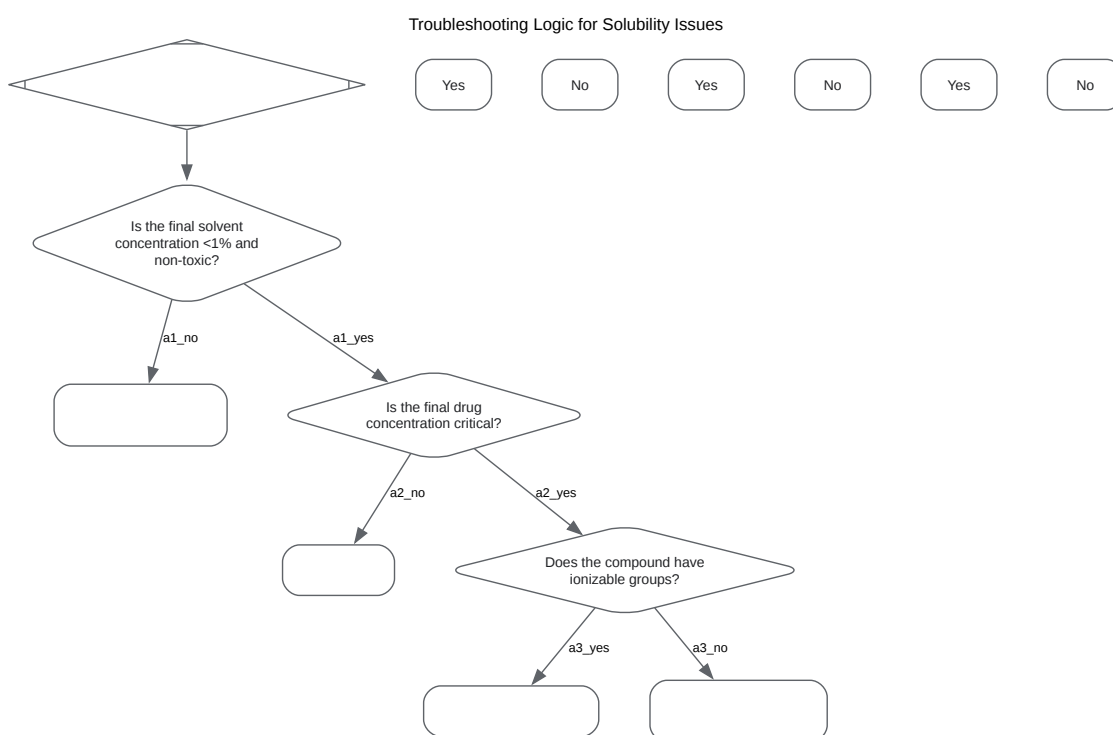 Troubleshooting Logic for Solubility Issues
Yes
No
Yes
No
Yes
No
Is the final solvent
concentration <1% and
non-toxic?
a1_no
a1_yes
Is the final drug
concentration critical?
a2_no
a2_yes
Does the compound have
ionizable groups?
a3_yes
a3_no